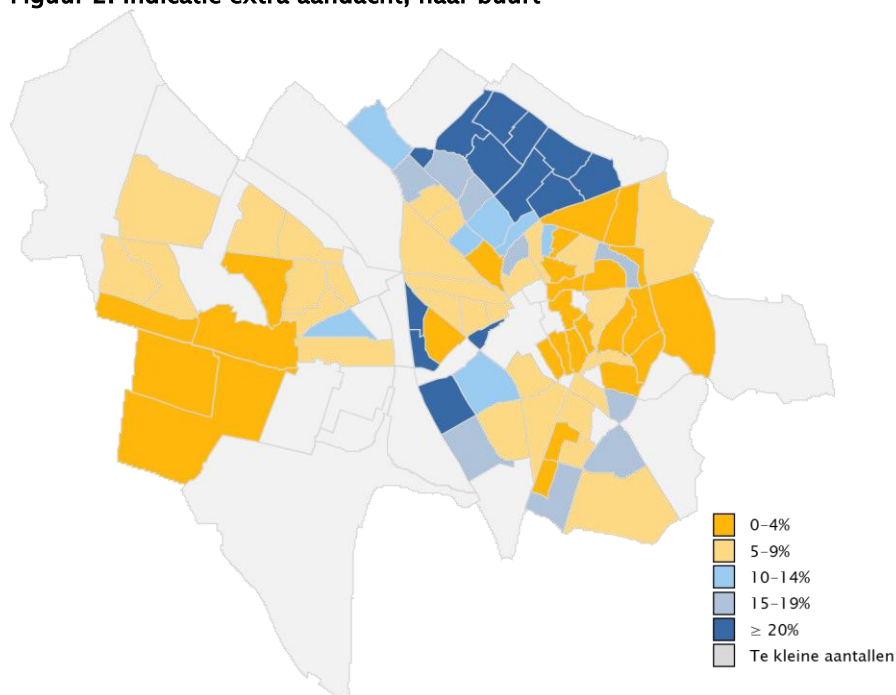 Figuur 2. Indicatie extra aandacht, naar buurt
0-4%
5-9%
10-14%
15-19%
≥ 20%
Te kleine aantallen